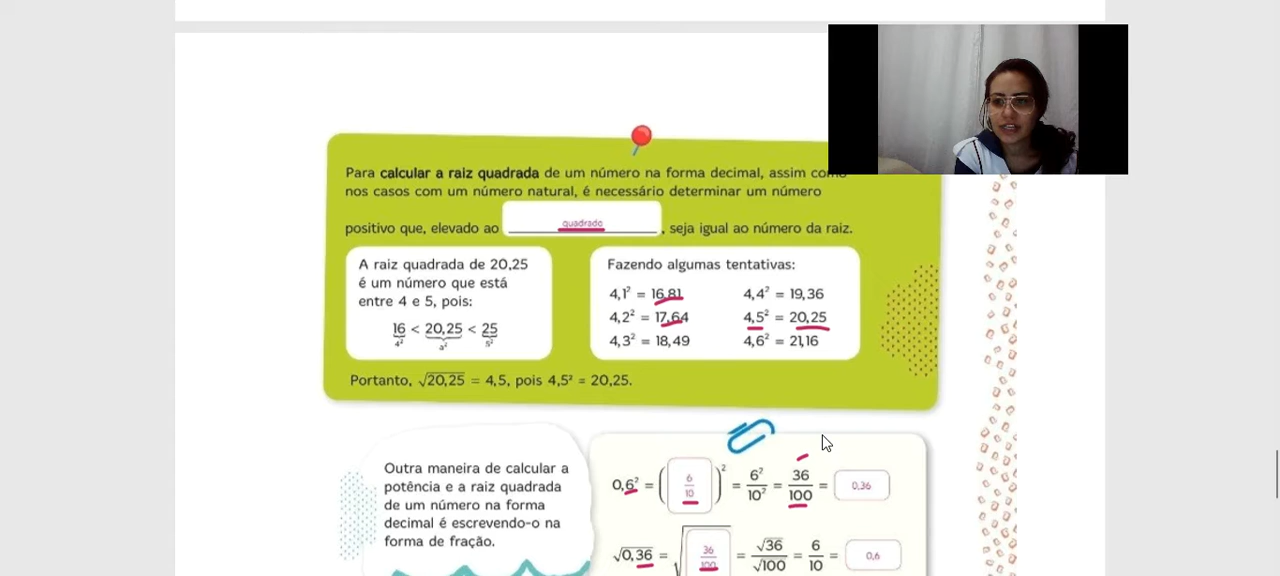 Para calcular a raiz quadrada de um número na forma decimal, assim como
nos casos com um número natural, é necessário determinar um número
positivo que, elevado ao quadrado, seja igual ao número da raiz.
A raiz quadrada de 20,25
é um número que está
entre 4 e 5, pois:
16 < 20,25 < 25
4² a² 5²
Fazendo algumas tentativas:
4,1² = 16,81
4,2² = 17,64
4,3² = 18,49
4,4² = 19,36
4,5² = 20,25
4,6² = 21,16
Portanto, √20,25 = 4,5, pois 4,5² = 20,25.
Outra maneira de calcular a
potência e a raiz quadrada
de um número na forma
decimal é escrevendo-o na
forma de fração.
0,6² = (6/10)² = 6²/10² = 36/100 = 0,36
√0,36 = √36/100 = √36/√100 = 6/10 = 0,6